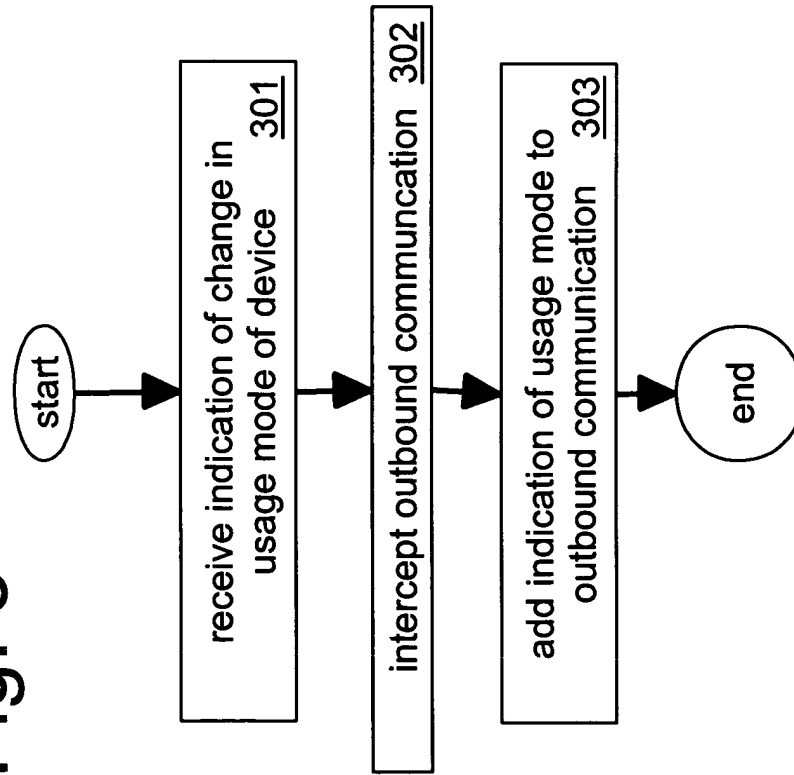 Fig.
start
receive indication of change in
usage mode of device 301
intercept outbound communcation 302
add indication of usage mode to
outbound communication 303
end